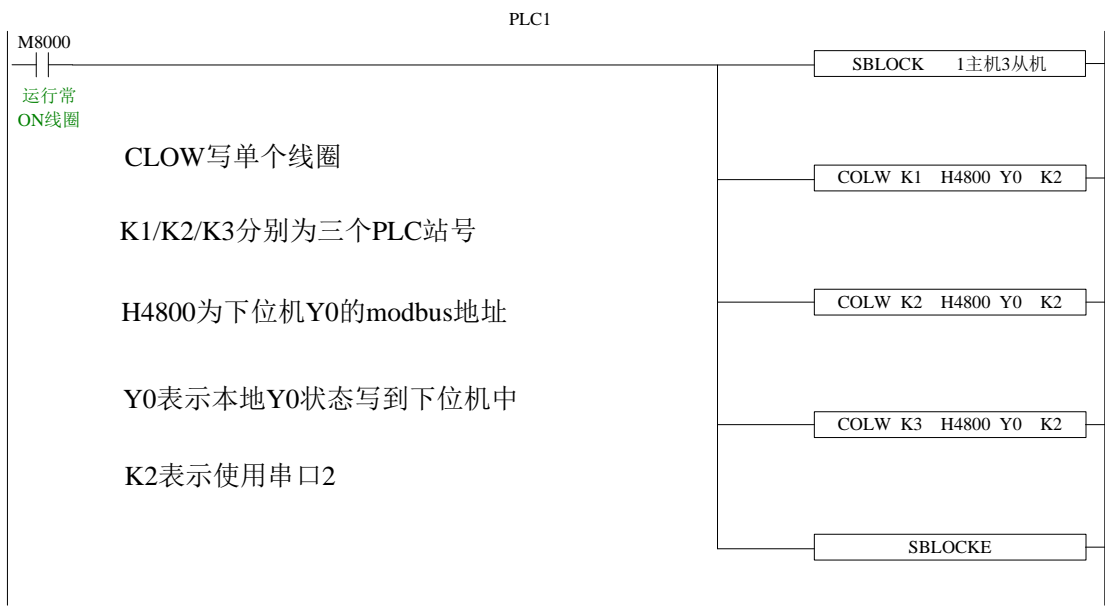 PLC1
M8000
运行常
ON线圈
SBLOCK 1主机3从机
CLOW写单个线圈
COLW K1 H4800 Y0 K2
K1/K2/K3分别为三个PLC站号
H4800为下位机Y0的modbus地址
COLW K2 H4800 Y0 K2
Y0表示本地Y0状态写到下位机中
COLW K3 H4800 Y0 K2
K2表示使用串口2
SBLOCKE